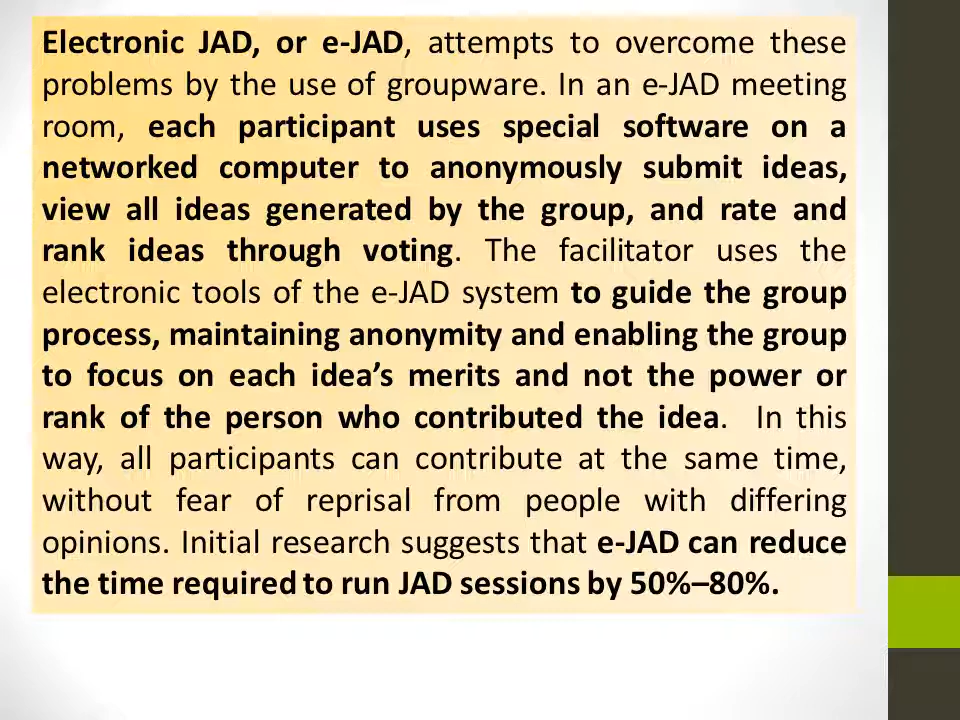 Electronic JAD, or e-JAD, attempts to overcome these
problems by the use of groupware. In an e-JAD meeting
room, each participant uses special software on a
networked computer to anonymously submit ideas,
view all ideas generated by the group, and rate and
rank ideas through voting. The facilitator uses the
electronic tools of the e-JAD system to guide the group
process, maintaining anonymity and enabling the group
to focus on each idea’s merits and not the power or
rank of the person who contributed the idea. In this
way, all participants can contribute at the same time,
without fear of reprisal from people with differing
opinions. Initial research suggests that e-JAD can reduce
the time required to run JAD sessions by 50%–80%.